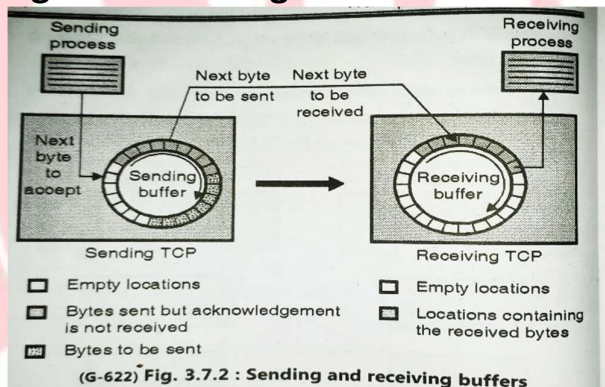 Sending
process
Receiving
process
Next byte
to be sent
Next byte
to be
received
Next
byte
to
accept
Sending
buffer
Receiving
buffer
Sending TCP
Receiving TCP
Empty locations
Bytes sent but acknowledgement
is not received
Bytes to be sent
Empty locations
Locations containing
the received bytes
(G-622) Fig. 3.7.2 : Sending and receiving buffers